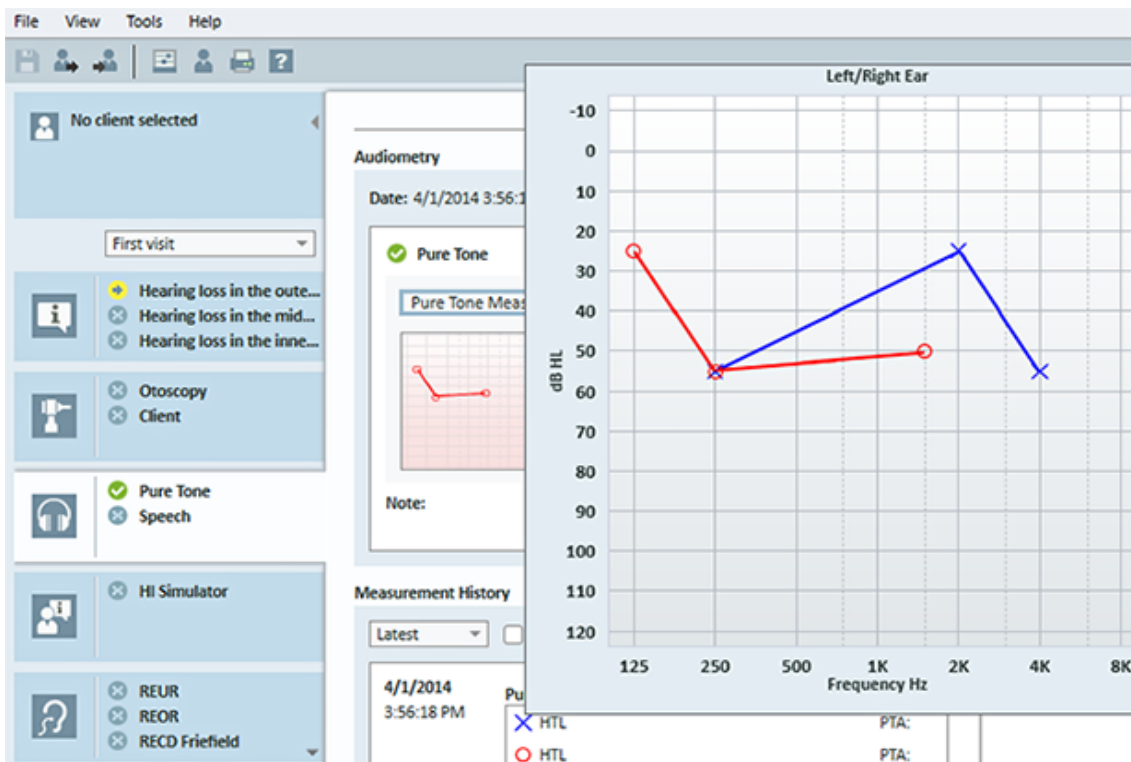 File View Tools Help
No client selected
First visit
Hearing loss in the oute...
Hearing loss in the mid...
Hearing loss in the inne...
Otoscopy
Client
Pure Tone
Speech
HI Simulator
REUR
REOR
RECD Friefield
Audiometry
Date: 4/1/2014 3:56:1
Pure Tone
Pure Tone Meas
Note:
Measurement History
Latest
4/1/2014
3:56:18 PM
Pu
HTL PTA:
HTL PTA:
Left/Right Ear
dB HL
-10
0
10
20
30
40
50
60
70
80
90
100
110
120
125 250 500 1K 2K 4K 8K
Frequency Hz